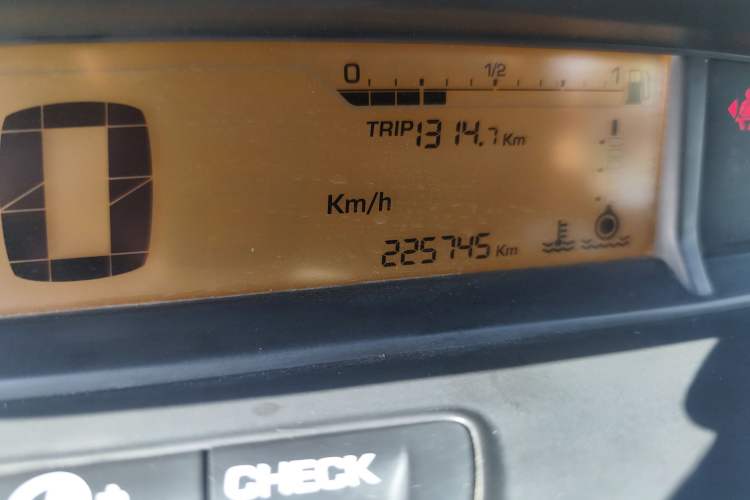 0 1/2 1
TRIP 1314.7 Km
0
Km/h
225745 Km
CHECK